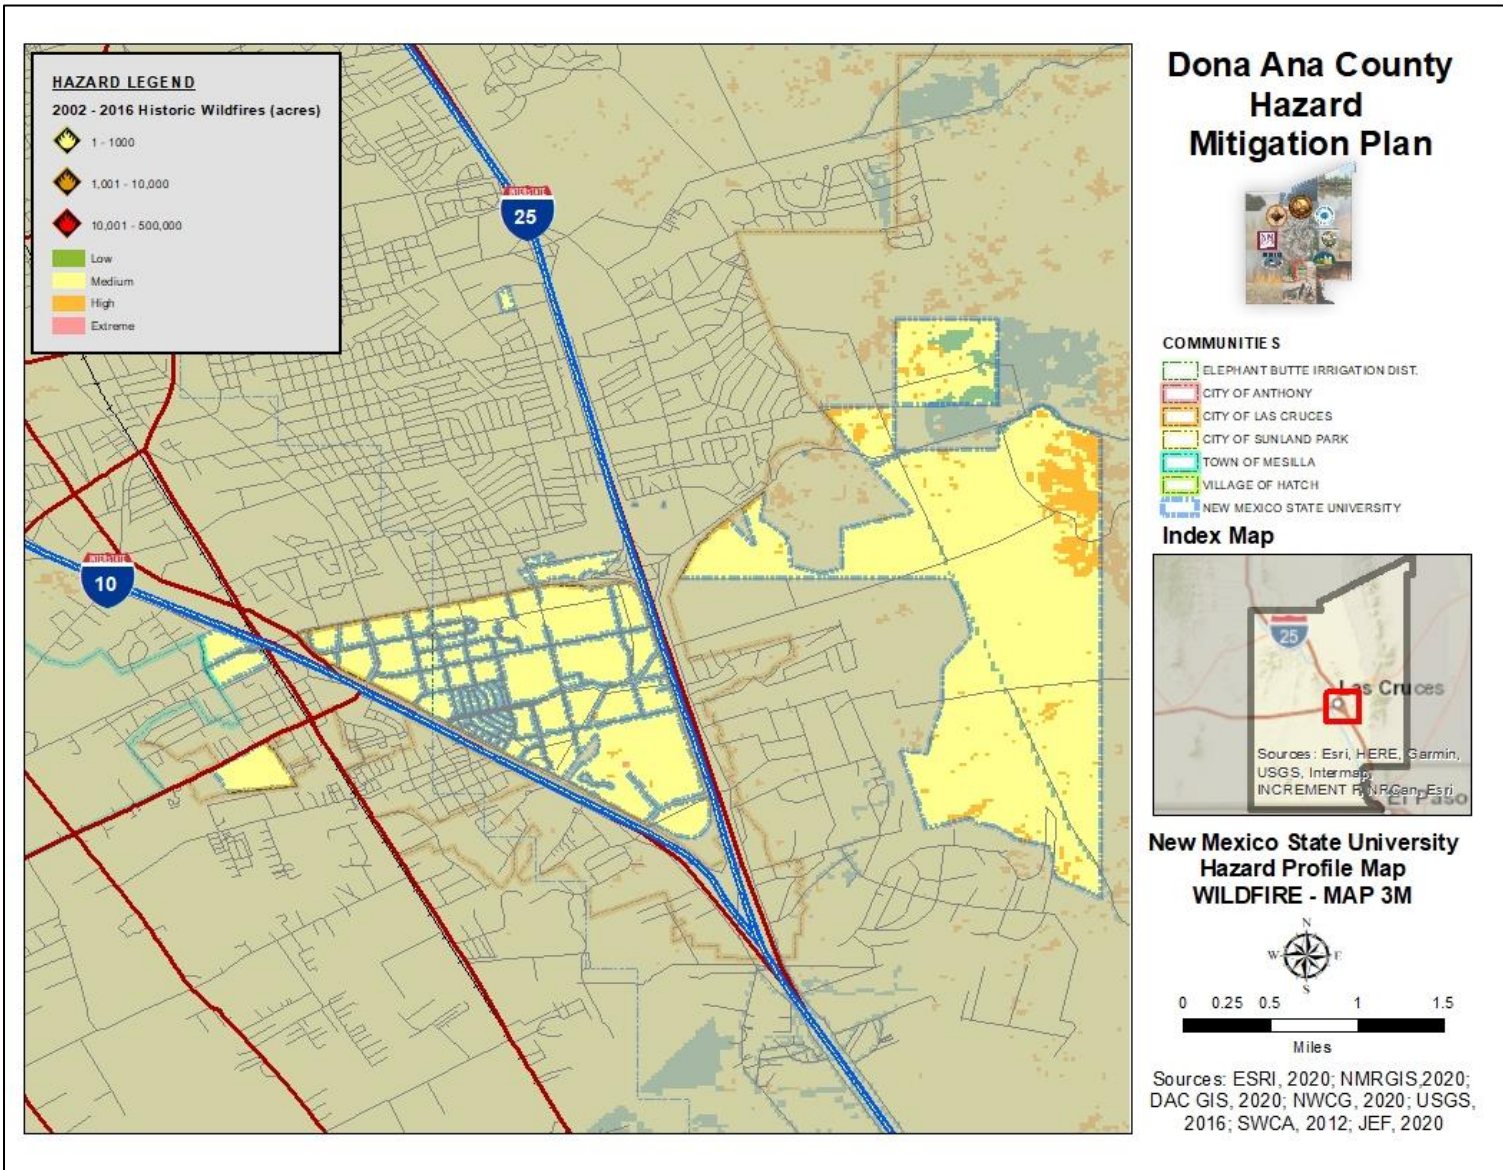 HAZARD LEGEND
2002 - 2016 Historic Wildfires (acres)
1 - 1000
1,001 - 10,000
10,001 - 500,000
Low
Medium
High
Extreme
25
10
Dona Ana County
Hazard
Mitigation Plan
COMMUNITIES
ELEPHANT BUTTE IRRIGATION DIST.
CITY OF ANTHONY
CITY OF LAS CRUCES
CITY OF SUNLAND PARK
TOWN OF MESILLA
VILLAGE OF HATCH
NEW MEXICO STATE UNIVERSITY
Index Map
25
Las Cruces
Sources: Esri, HERE, Garmin,
USGS, Intermap,
INCREMENT P, NRCan, Esri
El Paso
New Mexico State University
Hazard Profile Map
WILDFIRE - MAP 3M
N
W E
S
0 0.25 0.5 1 1.5
Miles
Sources: ESRI, 2020; NMRGIS,2020;
DAC GIS, 2020; NWCG, 2020; USGS,
2016; SWCA, 2012; JEF, 2020